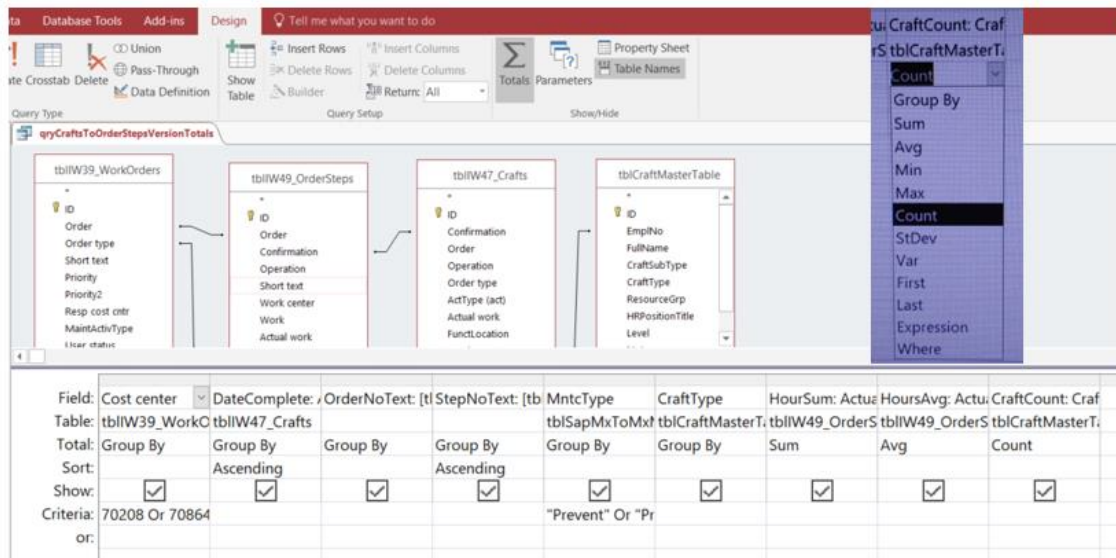 ta Database Tools Add-ins Design Tell me what you want to do
Union
Pass-Through
Data Definition
Crosstab Delete
Query Type
Show Table
Insert Rows
Delete Rows
Builder
Insert Columns
Delete Columns
Return: All
Query Setup
Totals Parameters
Property Sheet
Table Names
Show/Hide
CraftCount: Craf
tblCraftMasterTa
Count
Group By
Sum
Avg
Min
Max
Count
StDev
Var
First
Last
Expression
Where
qryCraftsToOrderStepsVersionTotals
tblIW39_WorkOrders
*
ID
Order
Order type
Short text
Priority
Priority2
Resp cost cntr
MaintActivType
User status
tblIW49_OrderSteps
*
ID
Order
Confirmation
Operation
Short text
Work center
Work
Actual work
tblIW47_Crafts
*
ID
Confirmation
Order
Operation
Order type
ActType (act)
Actual work
FunctLocation
tblCraftMasterTable
*
ID
EmplNo
FullName
CraftSubType
CraftType
ResourceGrp
HRPositionTitle
Level
Field: Cost center DateComplete: OrderNoText: [t StepNoText: [tb MntcType CraftType HourSum: Actua HoursAvg: Actu CraftCount: Craf
Table: tblIW39_WorkO tblIW47_Crafts tblSapMxToMx tblCraftMasterT tblIW49_OrderS tblIW49_OrderS tblCraftMasterT
Total: Group By Group By Group By Group By Group By Group By Sum Avg Count
Sort: Ascending Ascending
Show:
Criteria: 70208 Or 70864 "Prevent" Or "Pr
or: